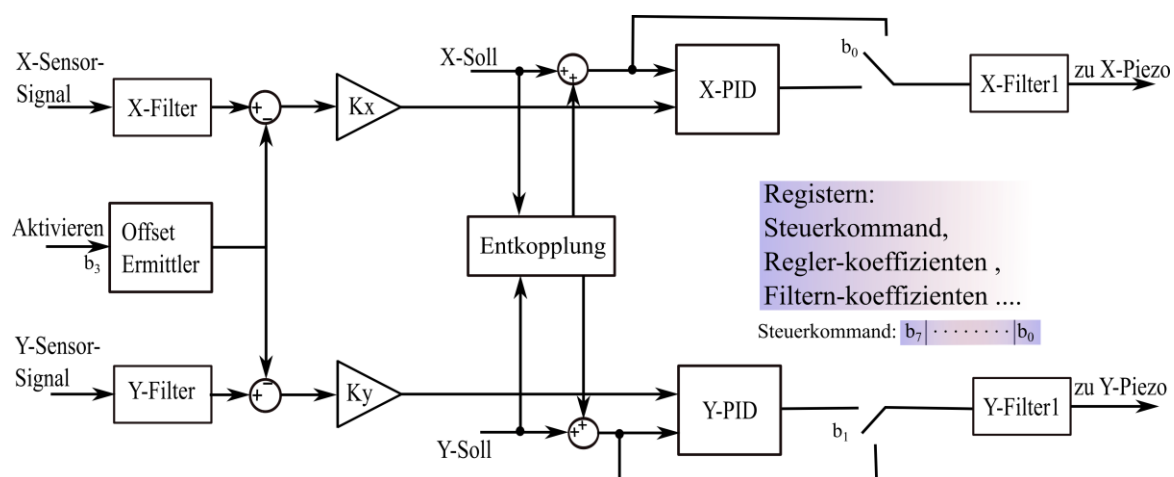 X-Sensor-
Signal
X-Filter
+
−
Kx
X-Soll
+
+
X-PID
b₀
X-Filter1
zu X-Piezo
Aktivieren
b₃
Offset
Ermittler
Entkopplung
Registern:
Steuerkommand,
Regler-koeffizienten ,
Filtern-koeffizienten ....
Steuerkommand: b₇| · · · · · · · · |b₀
Y-Sensor-
Signal
Y-Filter
+
−
Ky
Y-Soll
+
+
Y-PID
b₁
Y-Filter1
zu Y-Piezo